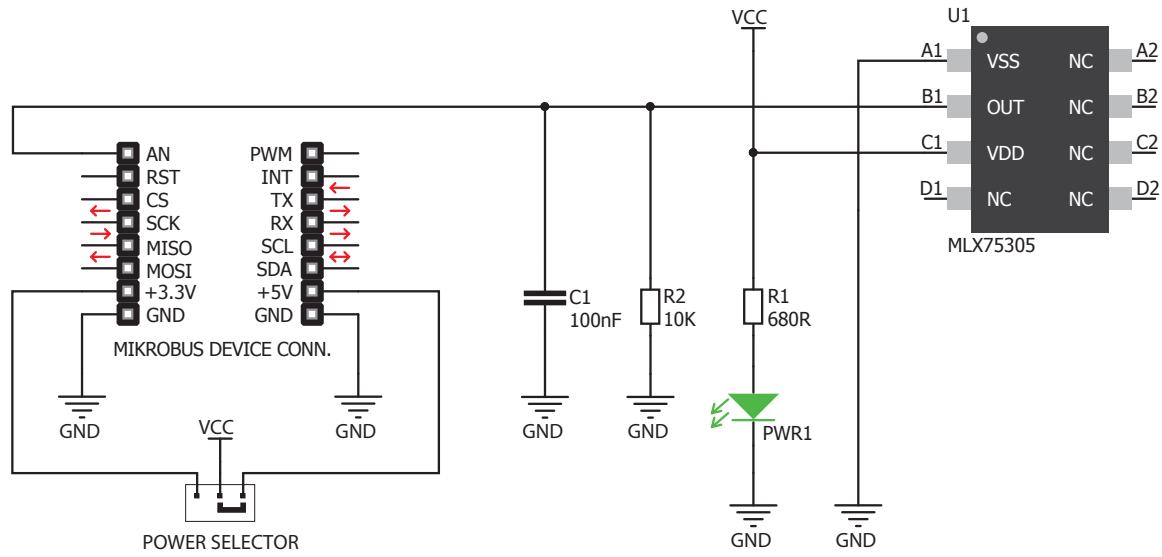 VCC
U1
A1 VSS NC A2
B1 OUT NC B2
C1 VDD NC C2
D1 NC NC D2
MLX75305
AN PWM
RST INT
CS TX
SCK RX
MISO SCL
MOSI SDA
+3.3V +5V
GND GND
MIKROBUS DEVICE CONN.
C1
100nF
R2
10K
R1
680R
PWR1
GND
GND
GND
GND
VCC
GND
GND
POWER SELECTOR